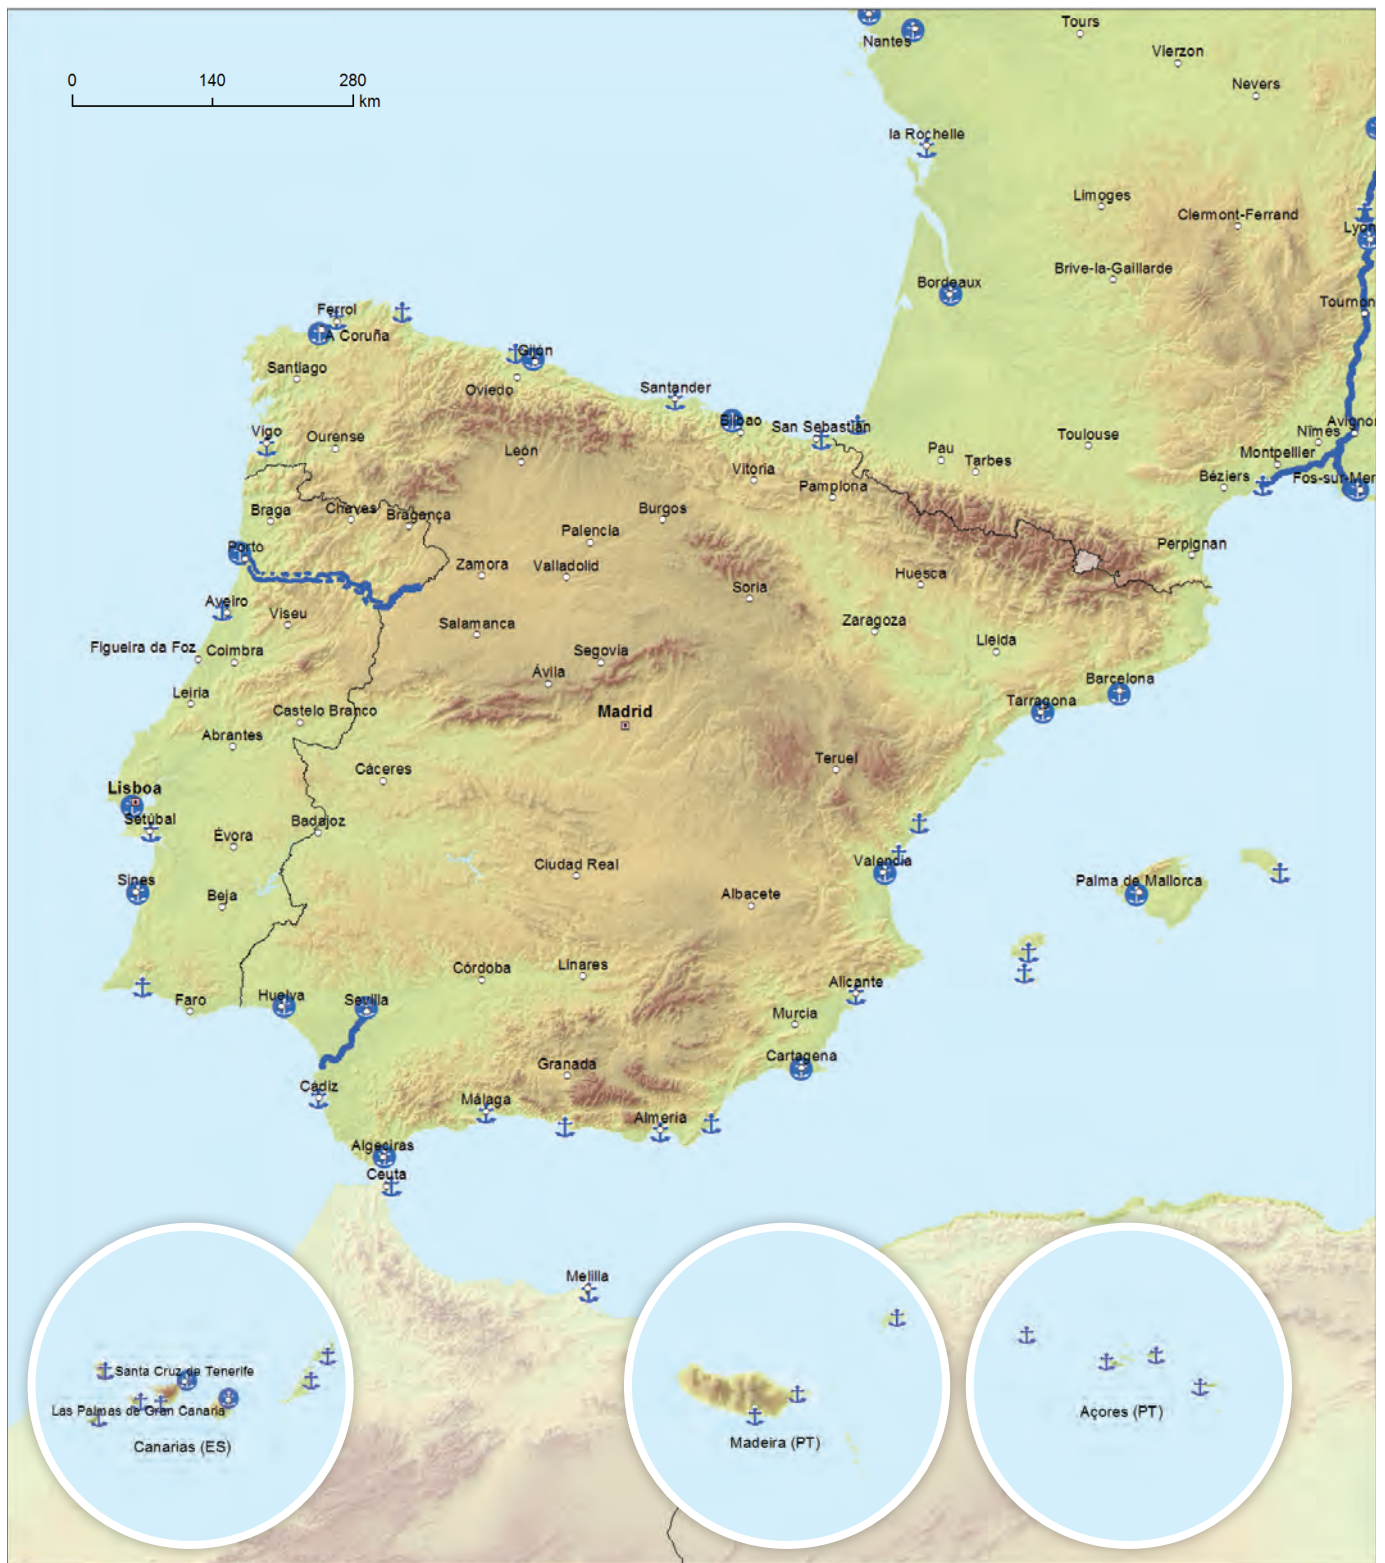 Tours
Nantes
Vierzon
0 140 280
km
Nevers
la Rochelle
Limoges
Clermont-Ferrand
Lyon
Brive-la-Gaillarde
Bordeaux
Tournon
Ferrol
A Coruña
Gijón
Santiago
Oviedo
Santander
Bilbao
San Sebastián
Avignon
Nîmes
Vigo
Ourense
León
Pau
Toulouse
Tarbes
Montpellier
Vitoria
Béziers
Fos-sur-Mer
Pamplona
Braga
Chaves
Bragança
Burgos
Palencia
Porto
Perpignan
Zamora
Valladolid
Huesca
Soria
Aveiro
Viseu
Salamanca
Zaragoza
Lleida
Figueira da Foz
Coimbra
Segovia
Ávila
Barcelona
Leiria
Tarragona
Castelo Branco
Madrid
Abrantes
Teruel
Cáceres
Lisboa
Setúbal
Badajoz
Évora
Valencia
Ciudad Real
Sines
Palma de Mallorca
Beja
Albacete
Córdoba
Linares
Alicante
Faro
Huelva
Sevilla
Murcia
Cartagena
Granada
Cádiz
Málaga
Almería
Algeciras
Ceuta
Melilla
Santa Cruz de Tenerife
Las Palmas de Gran Canaria
Canarias (ES)
Madeira (PT)
Açores (PT)